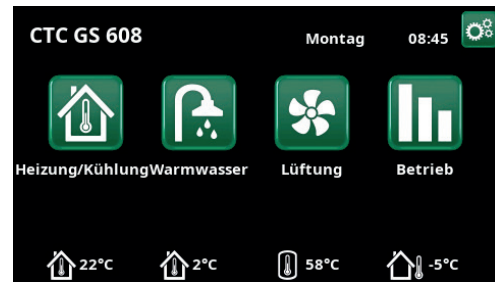 CTC GS 608 Montag 08:45
Heizung/Kühlung Warmwasser Lüftung Betrieb
22°C 2°C 58°C -5°C